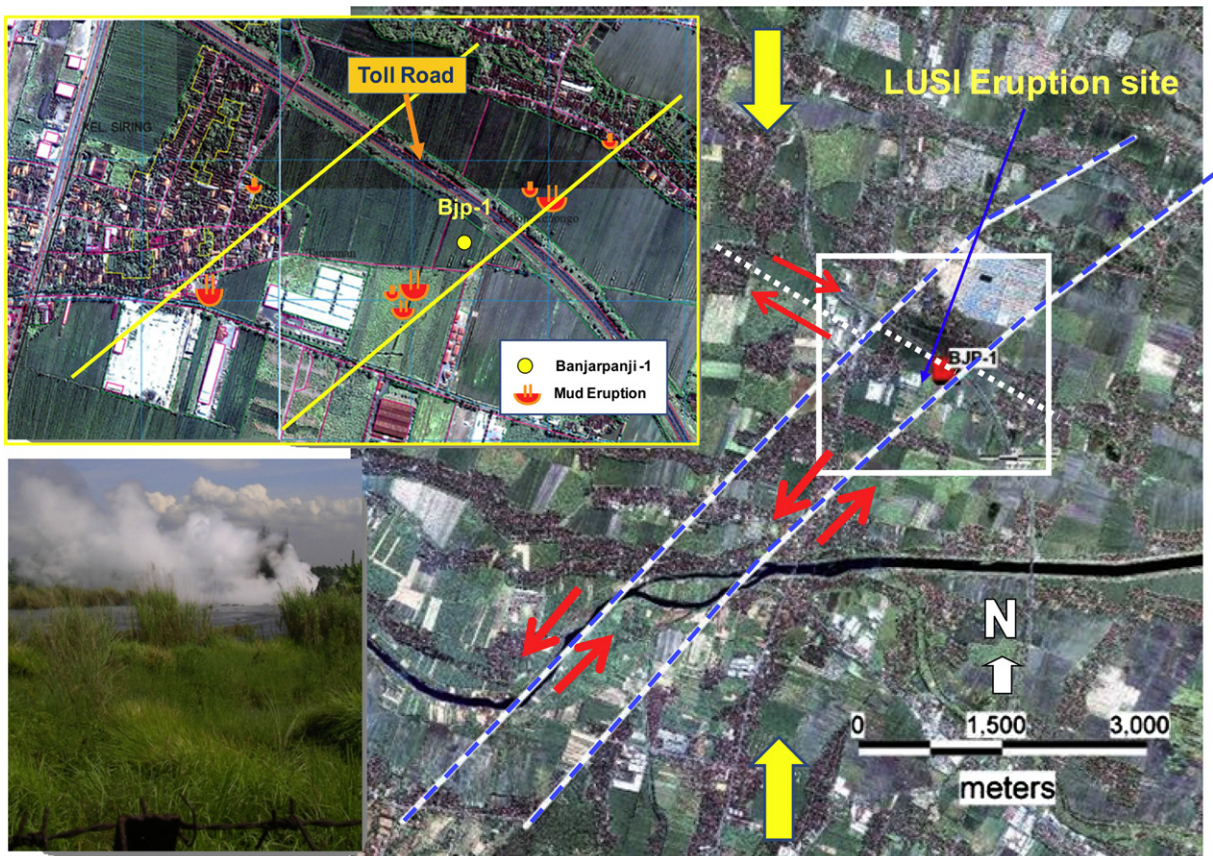 Toll Road
KEL. SIRING
Bjp-1
Banjarpanji -1
Mud Eruption
LUSI Eruption site
BJP-1
N
0 1,500 3,000
meters